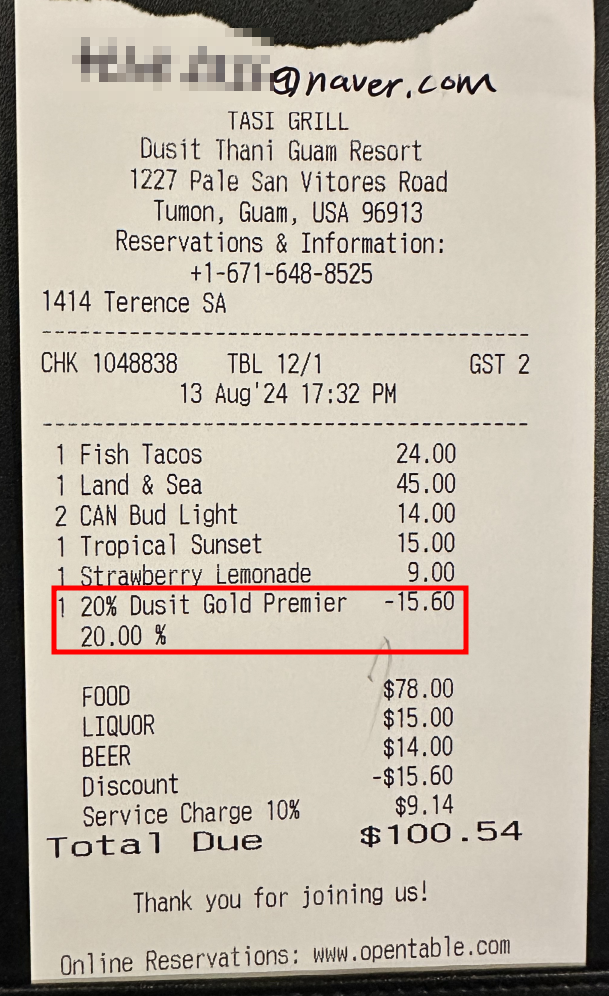 @naver.com
TASI GRILL
Dusit Thani Guam Resort
1227 Pale San Vitores Road
Tumon, Guam, USA 96913
Reservations & Information:
+1-671-648-8525
1414 Terence SA
CHK 1048838 TBL 12/1 GST 2
13 Aug'24 17:32 PM
1 Fish Tacos 24.00
1 Land & Sea 45.00
2 CAN Bud Light 14.00
1 Tropical Sunset 15.00
1 Strawberry Lemonade 9.00
1 20% Dusit Gold Premier -15.60
20.00 %
FOOD $78.00
LIQUOR $15.00
BEER $14.00
Discount -$15.60
Service Charge 10% $9.14
Total Due $100.54
Thank you for joining us!
Online Reservations: www.opentable.com